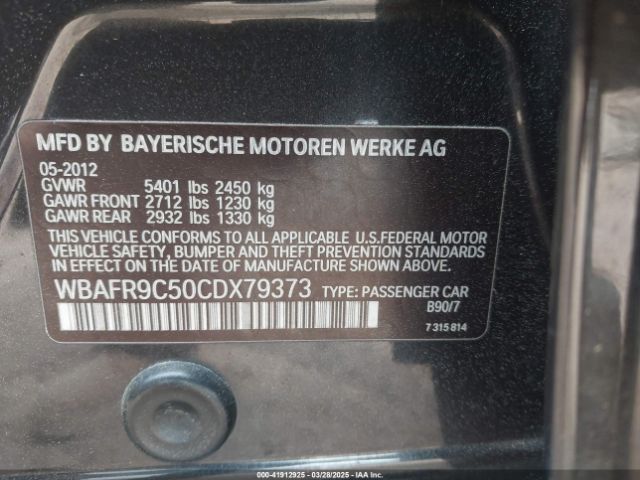 MFD BY BAYERISCHE MOTOREN WERKE AG
05-2012
GVWR 5401 lbs 2450 kg
GAWR FRONT 2712 lbs 1230 kg
GAWR REAR 2932 lbs 1330 kg
THIS VEHICLE CONFORMS TO ALL APPLICABLE U.S.FEDERAL MOTOR
VEHICLE SAFETY, BUMPER AND THEFT PREVENTION STANDARDS
IN EFFECT ON THE DATE OF MANUFACTURE SHOWN ABOVE.
WBAFR9C50CDX79373 TYPE: PASSENGER CAR
B90/7
7 315 814
000-41912925 03/28/2025 IAA Inc.